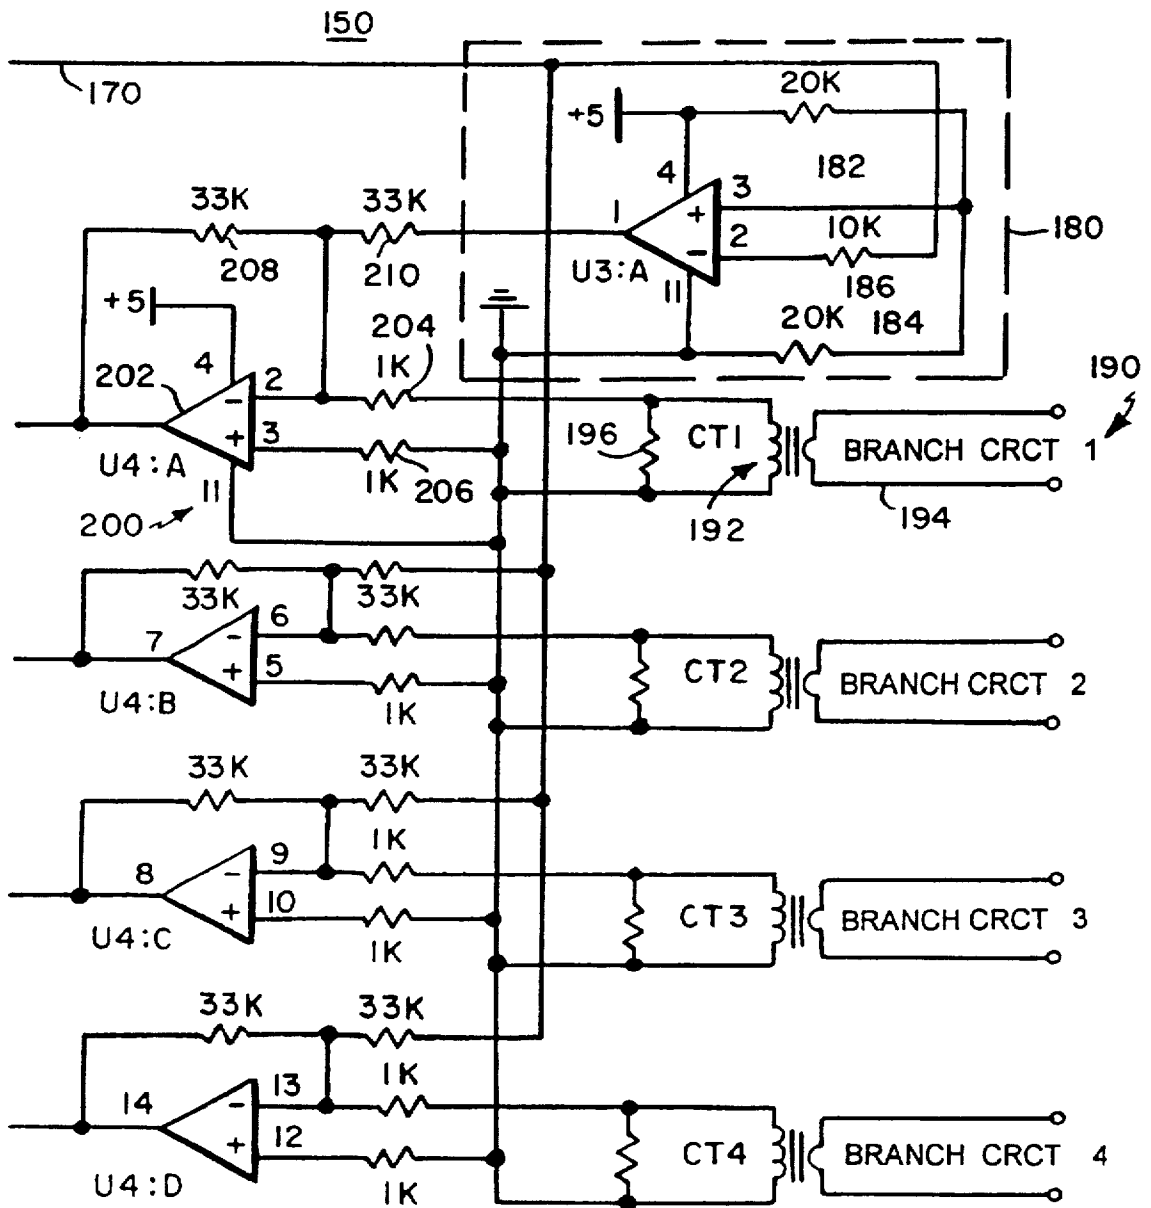 150
170
+5
20K
4
182
3
1
+
2
10K
−
180
U3:A
11
186
20K
184
33K
33K
208
210
+5
204
1K
4
202
2
−
+
3
190
196
CT1
BRANCH CRCT 1
U4:A
11
1K
206
200
192
194
33K
33K
6
−
7
+
5
CT2
BRANCH CRCT 2
U4:B
1K
33K
33K
1K
9
8
−
+
10
CT3
BRANCH CRCT 3
U4:C
1K
33K
33K
1K
13
14
−
+
12
CT4
BRANCH CRCT 4
U4:D
1K